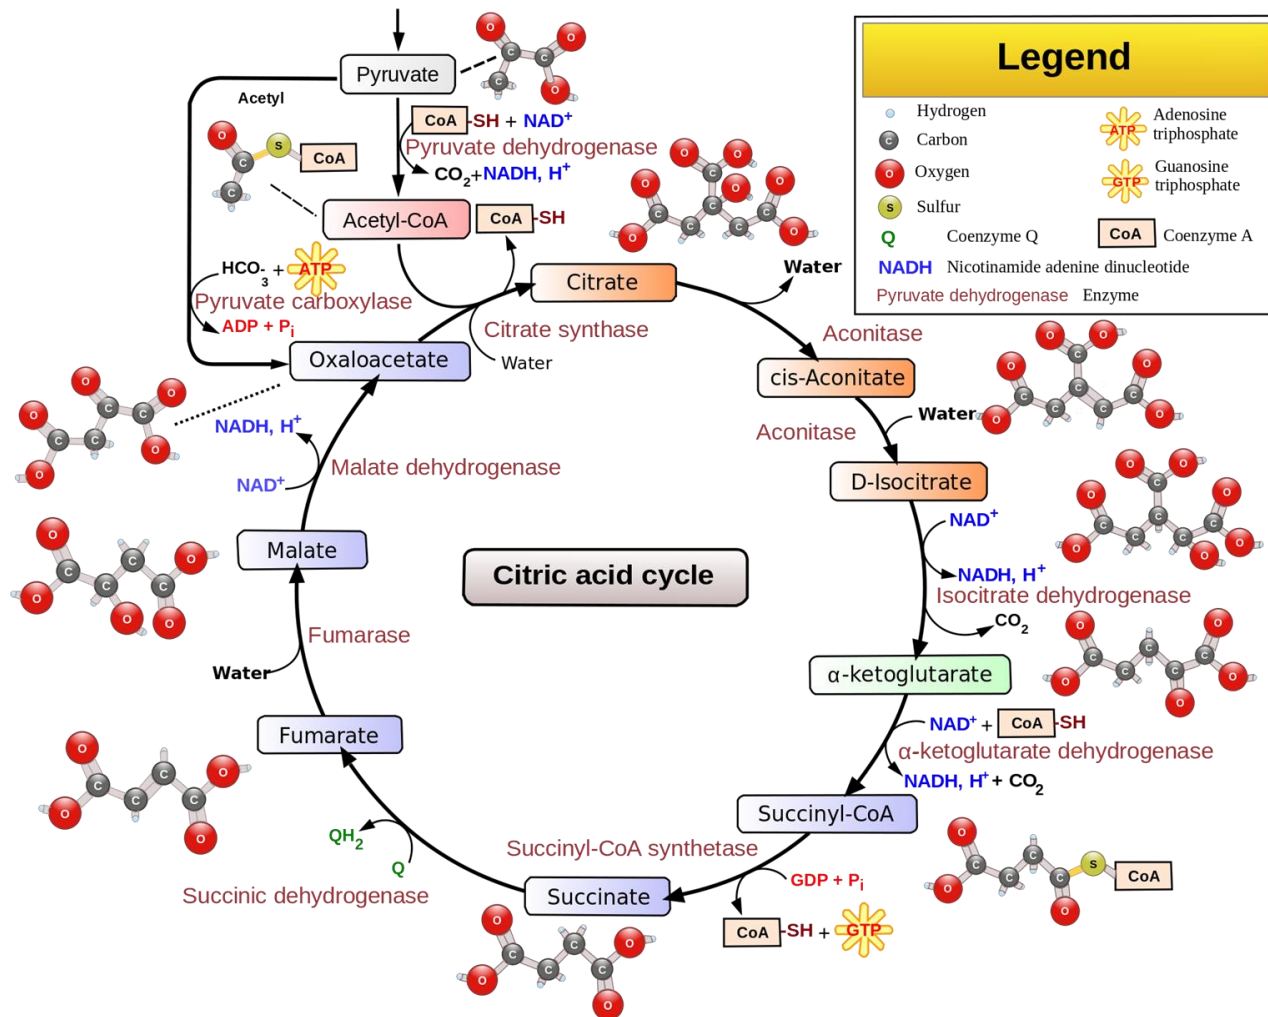 Pyruvate
Acetyl
CoA-SH + NAD+
Pyruvate dehydrogenase
CO2+NADH, H+
S
CoA
Acetyl-CoA
CoA-SH
HCO3- + ATP
Pyruvate carboxylase
ADP + Pi
Oxaloacetate
Citrate synthase
Water
Citrate
Water
Aconitase
cis-Aconitate
Aconitase
Water
D-Isocitrate
NAD+
NADH, H+
Isocitrate dehydrogenase
CO2
α-ketoglutarate
NAD+ + CoA-SH
α-ketoglutarate dehydrogenase
NADH, H+ + CO2
Succinyl-CoA
S
CoA
Succinyl-CoA synthetase
GDP + Pi
CoA-SH + GTP
Succinate
Q
QH2
Succinic dehydrogenase
Fumarate
Water
Fumarase
Malate
NAD+
Malate dehydrogenase
NADH, H+
Citric acid cycle
Legend
Hydrogen
C Carbon
O Oxygen
S Sulfur
Q Coenzyme Q
ATP Adenosine
triphosphate
GTP Guanosine
triphosphate
CoA Coenzyme A
NADH Nicotinamide adenine dinucleotide
Pyruvate dehydrogenase Enzyme